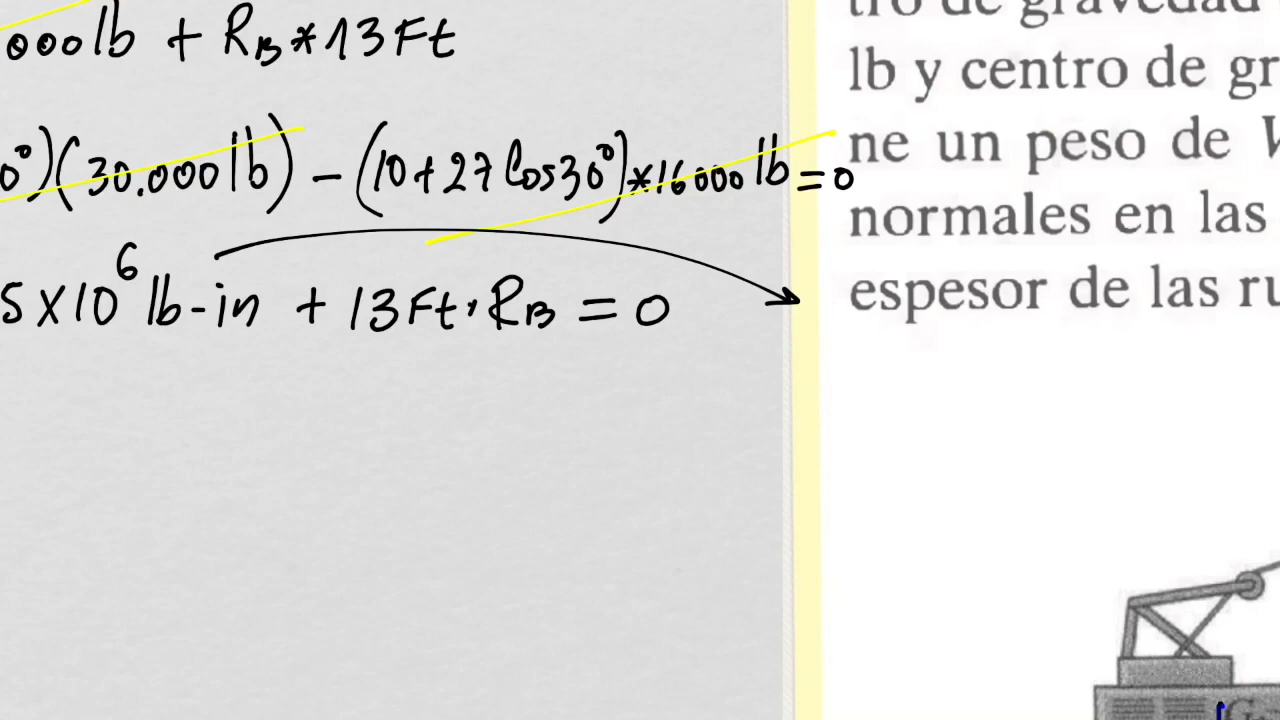 000lb + RB*13Ft
0°)(30.000lb) - (10+27Cos30°)*16000lb=0
5X10⁶ lb-in + 13Ft·RB = 0
tro de gravedad
lb y centro de gr
ne un peso de W
normales en las
espesor de las ru